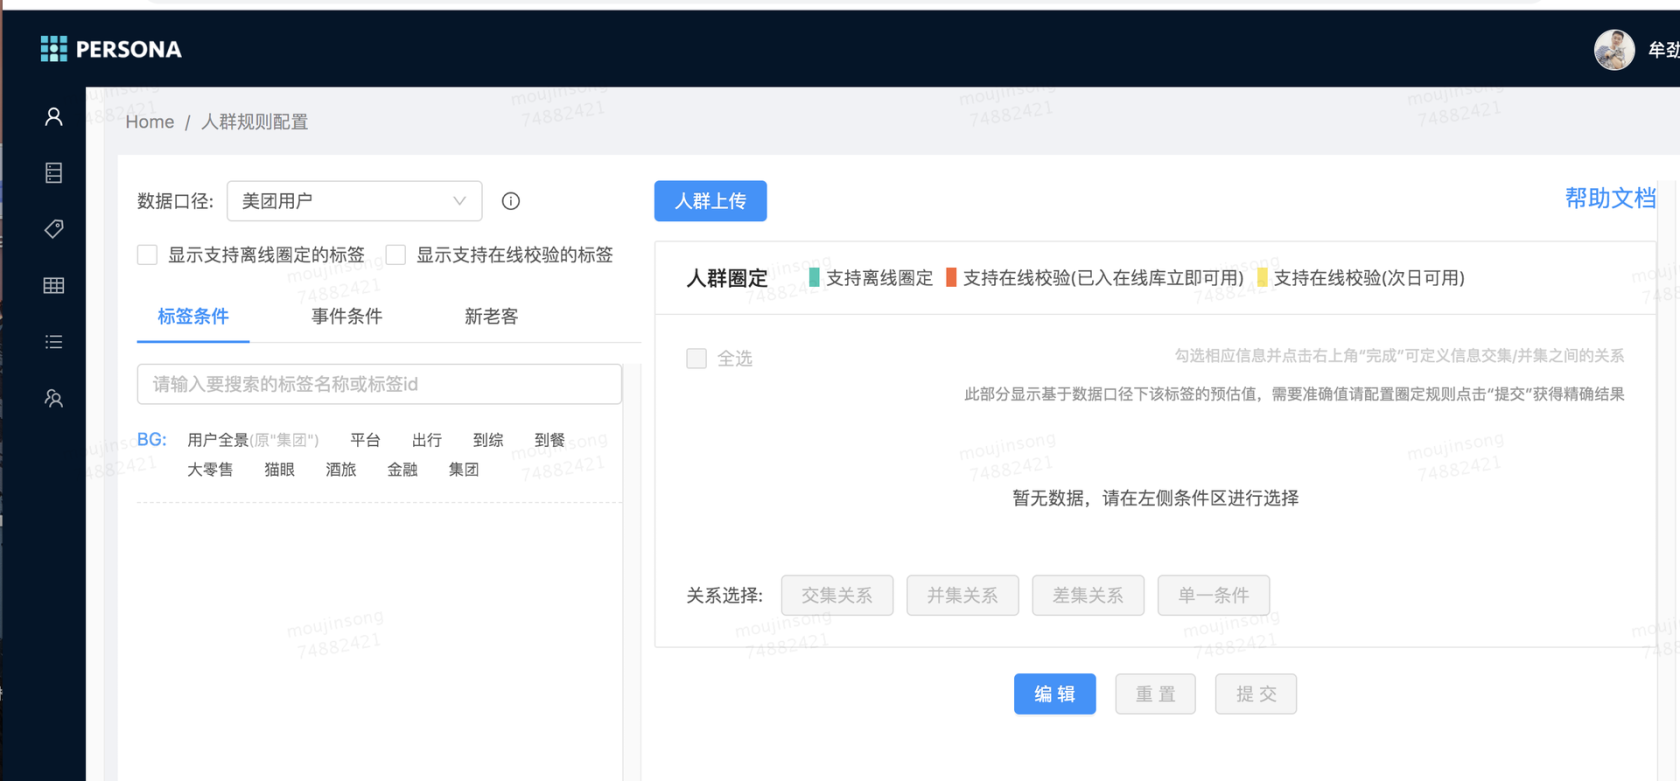 PERSONA
牟劲
Home / 人群规则配置
数据口径: 美团用户
人群上传
帮助文档
显示支持离线圈定的标签 显示支持在线校验的标签
人群圈定 支持离线圈定 支持在线校验(已入在线库立即可用) 支持在线校验(次日可用)
标签条件 事件条件 新老客
全选
勾选相应信息并点击右上角“完成”可定义信息交集/并集之间的关系
请输入要搜索的标签名称或标签id
此部分显示基于数据口径下该标签的预估值，需要准确值请配置圈定规则点击“提交”获得精确结果
BG: 用户全景(原"集团") 平台 出行 到综 到餐
大零售 猫眼 酒旅 金融 集团
暂无数据，请在左侧条件区进行选择
关系选择: 交集关系 并集关系 差集关系 单一条件
编 辑 重 置 提 交
moujinsong
74882421